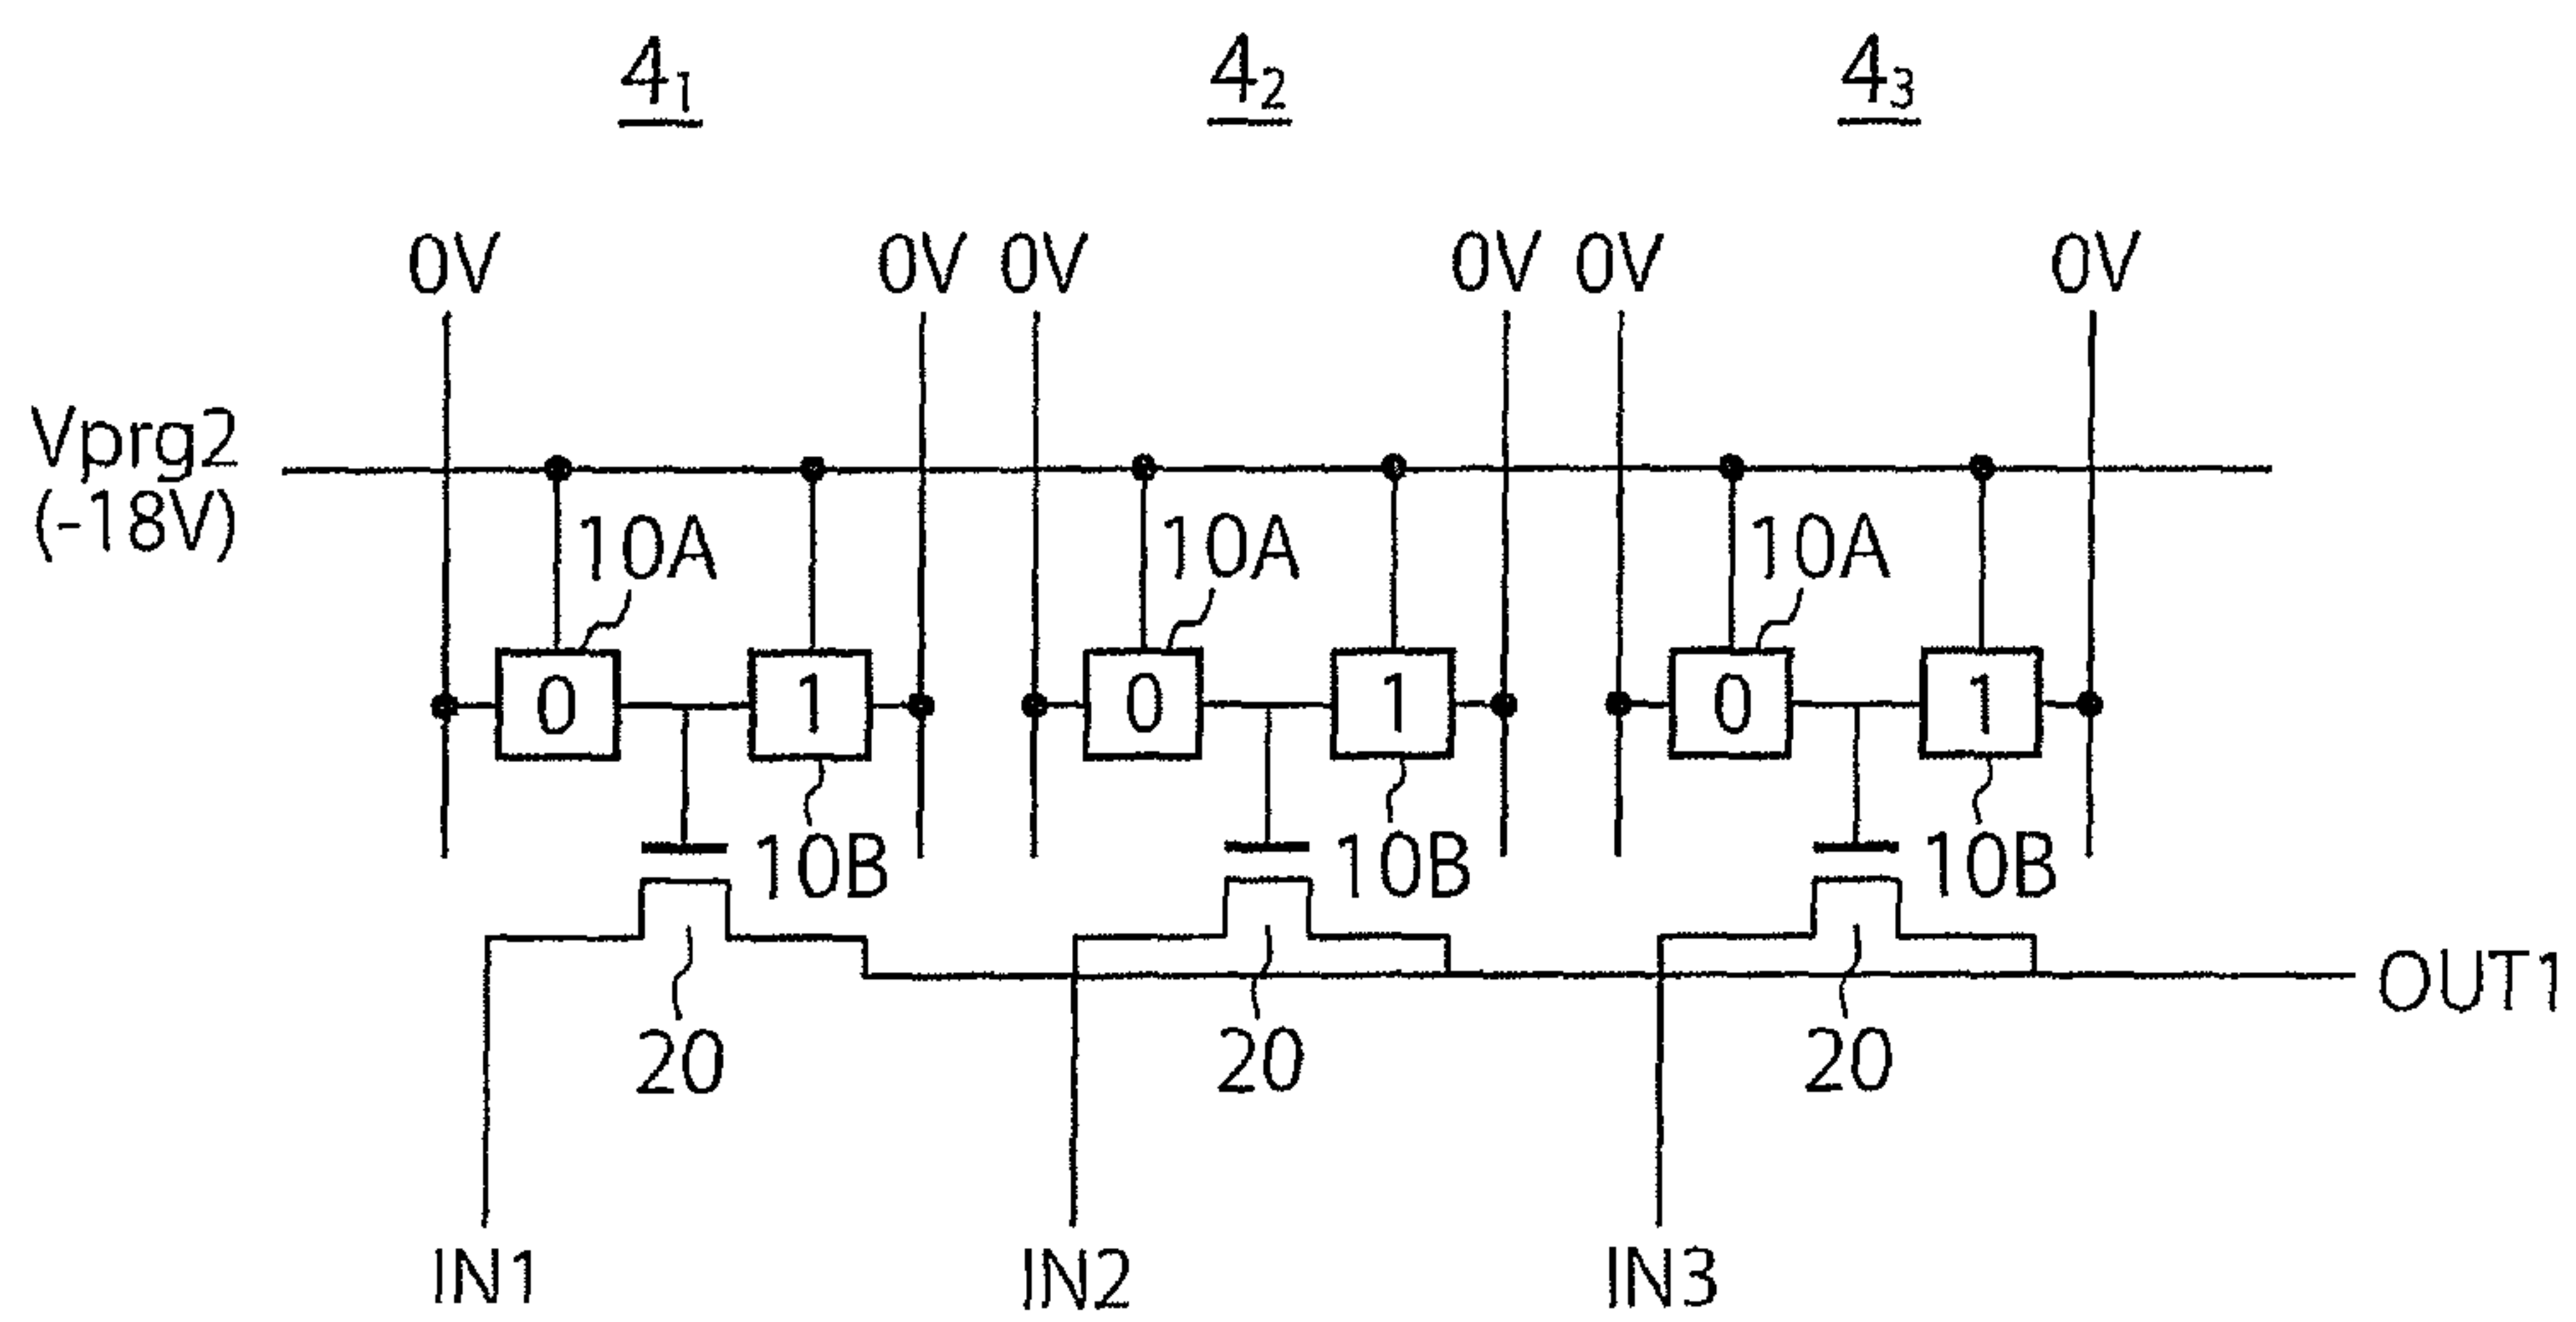 4₁ 4₂ 4₃
0V 0V 0V 0V 0V 0V
Vprg2
(-18V)
10A 10A 10A
0 1 0 1 0 1
10B 10B 10B
OUT1
20 20 20
IN1 IN2 IN3